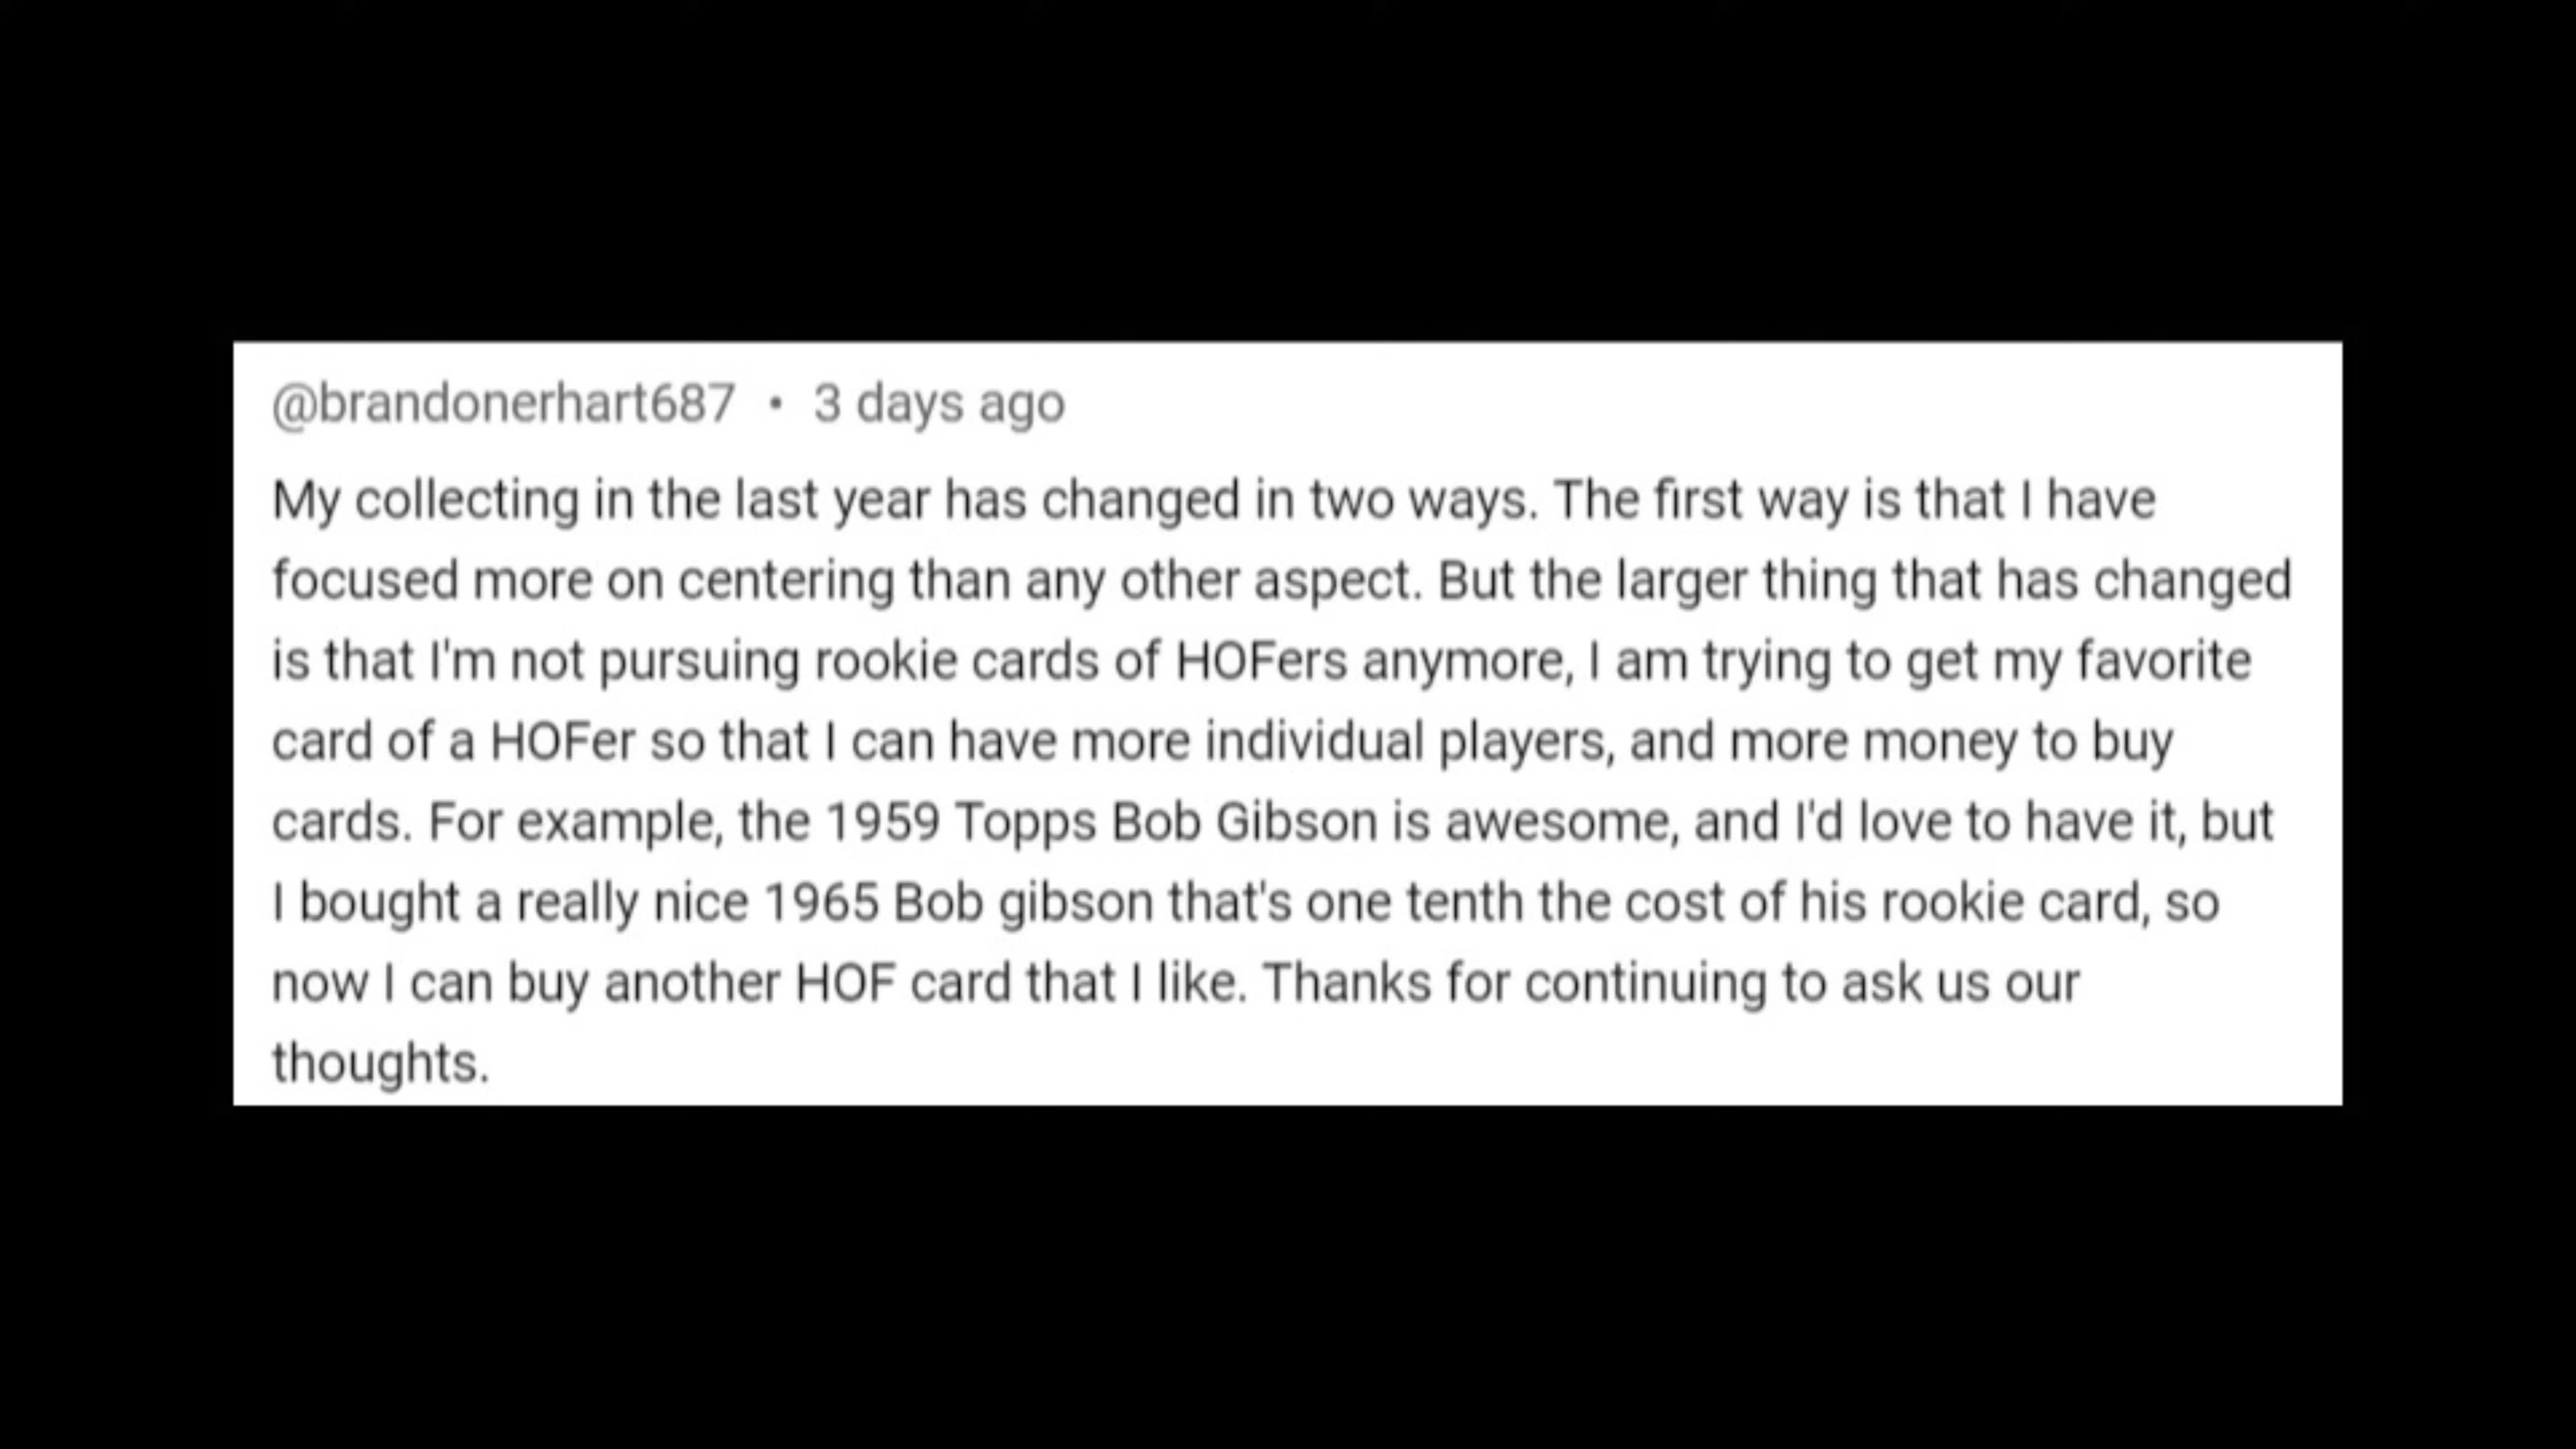 @brandonerhart687 • 3 days ago
My collecting in the last year has changed in two ways. The first way is that I have
focused more on centering than any other aspect. But the larger thing that has changed
is that I'm not pursuing rookie cards of HOFers anymore, I am trying to get my favorite
card of a HOFer so that I can have more individual players, and more money to buy
cards. For example, the 1959 Topps Bob Gibson is awesome, and I'd love to have it, but
I bought a really nice 1965 Bob gibson that's one tenth the cost of his rookie card, so
now I can buy another HOF card that I like. Thanks for continuing to ask us our
thoughts.